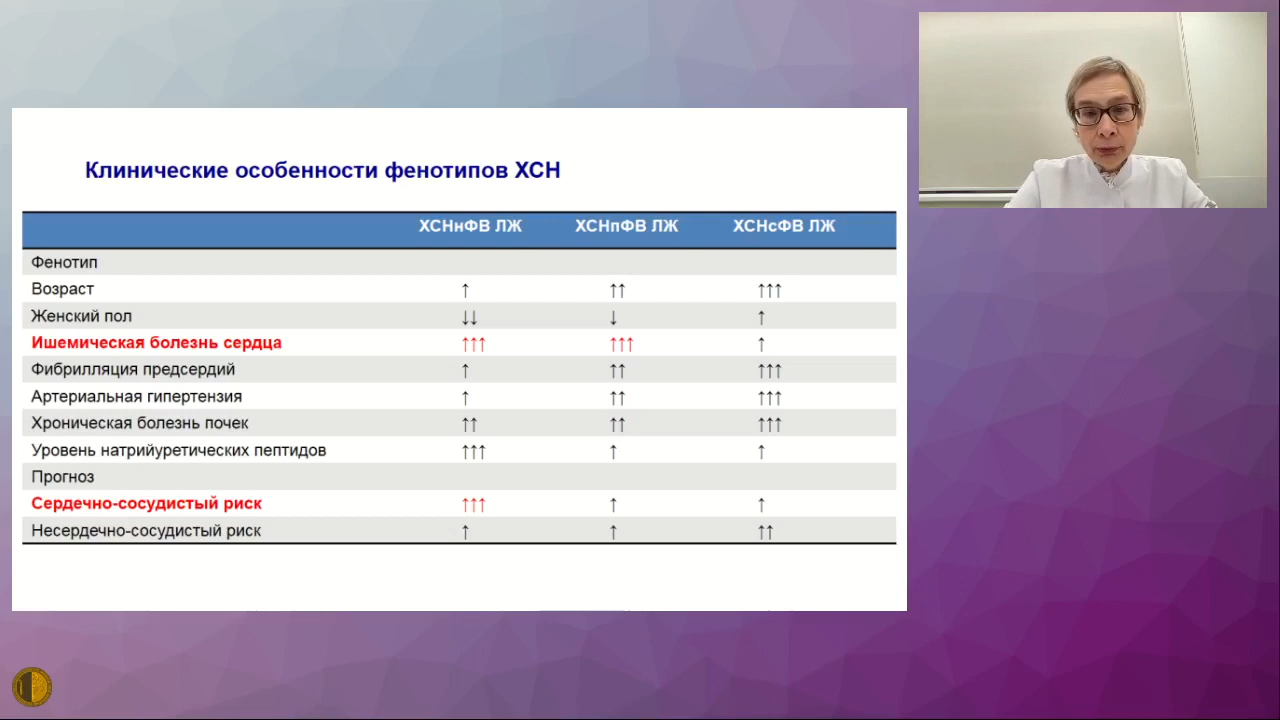 Клинические особенности фенотипов ХСН
ХСНнФВ ЛЖ ХСНпФВ ЛЖ ХСНсФВ ЛЖ
Фенотип
Возраст ↑ ↑↑ ↑↑↑
Женский пол ↓↓ ↓ ↑
Ишемическая болезнь сердца ↑↑↑ ↑↑↑ ↑
Фибрилляция предсердий ↑ ↑↑ ↑↑↑
Артериальная гипертензия ↑ ↑↑ ↑↑↑
Хроническая болезнь почек ↑↑ ↑↑ ↑↑↑
Уровень натрийуретических пептидов ↑↑↑ ↑ ↑
Прогноз
Сердечно-сосудистый риск ↑↑↑ ↑ ↑
Несердечно-сосудистый риск ↑ ↑ ↑↑